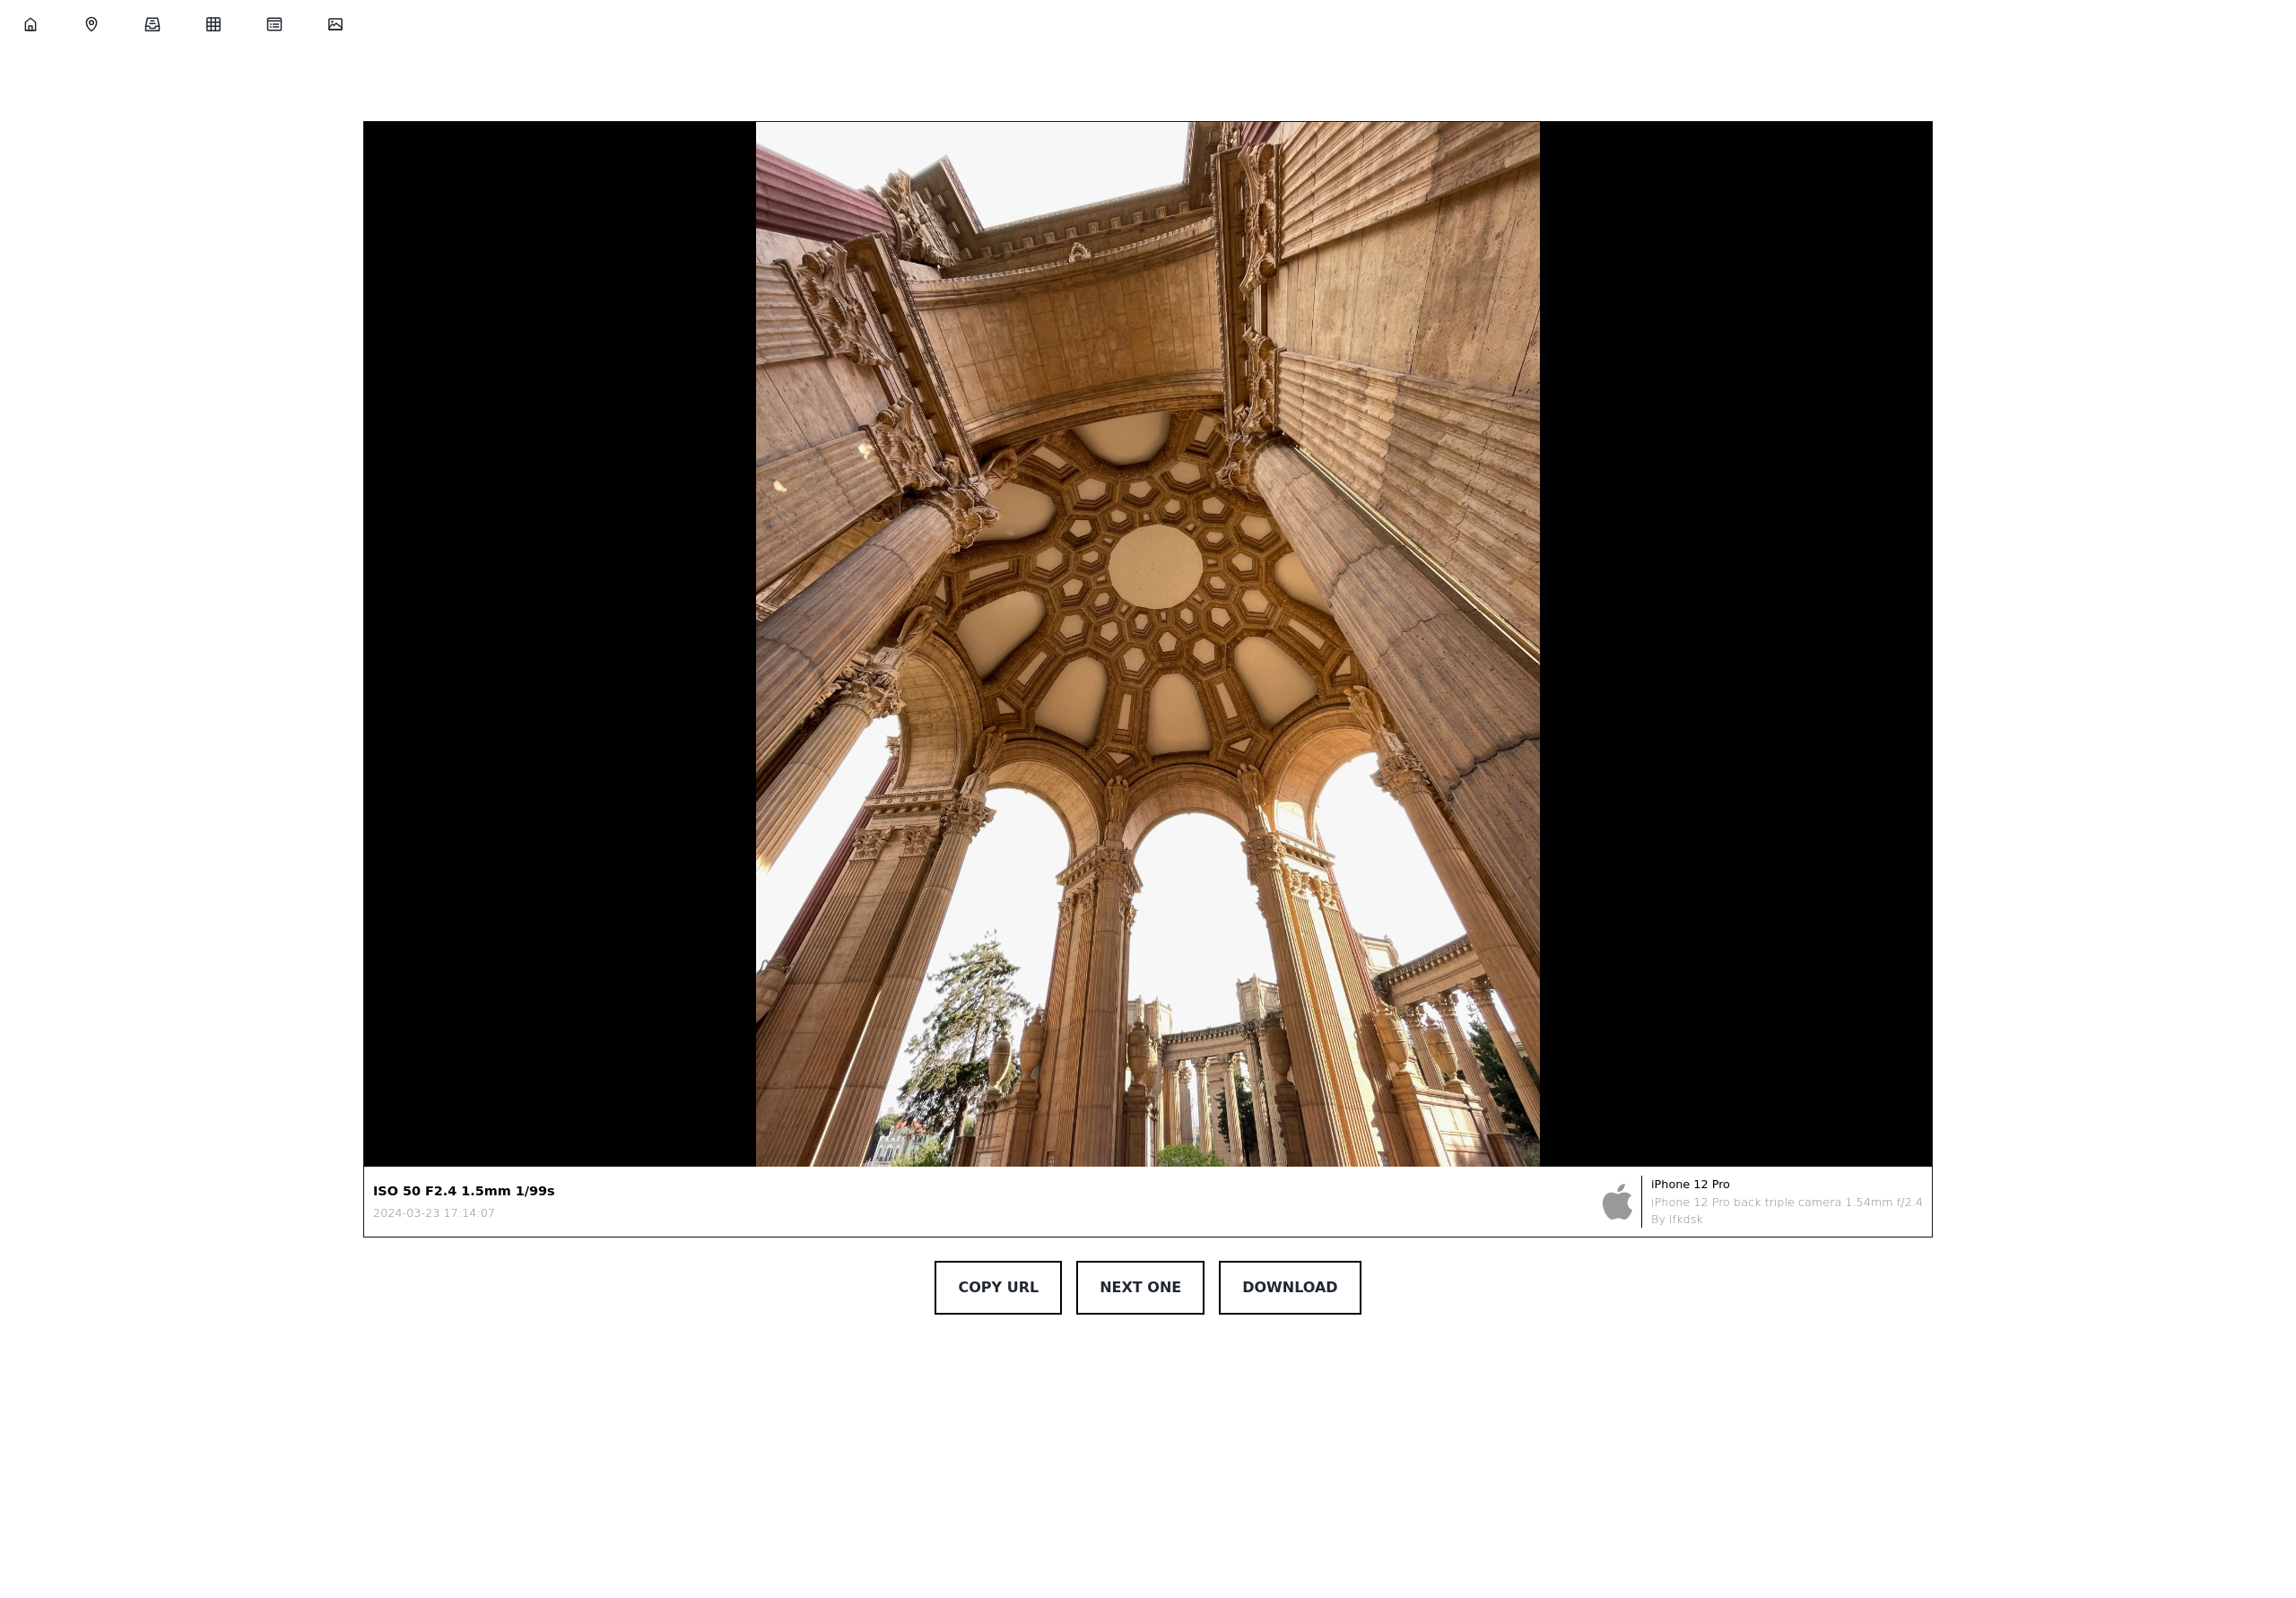 ISO 50 F2.4 1.5mm 1/99s
2024-03-23 17:14:07
iPhone 12 Pro
iPhone 12 Pro back triple camera 1.54mm f/2.4
By lfkdsk
COPY URL
NEXT ONE
DOWNLOAD